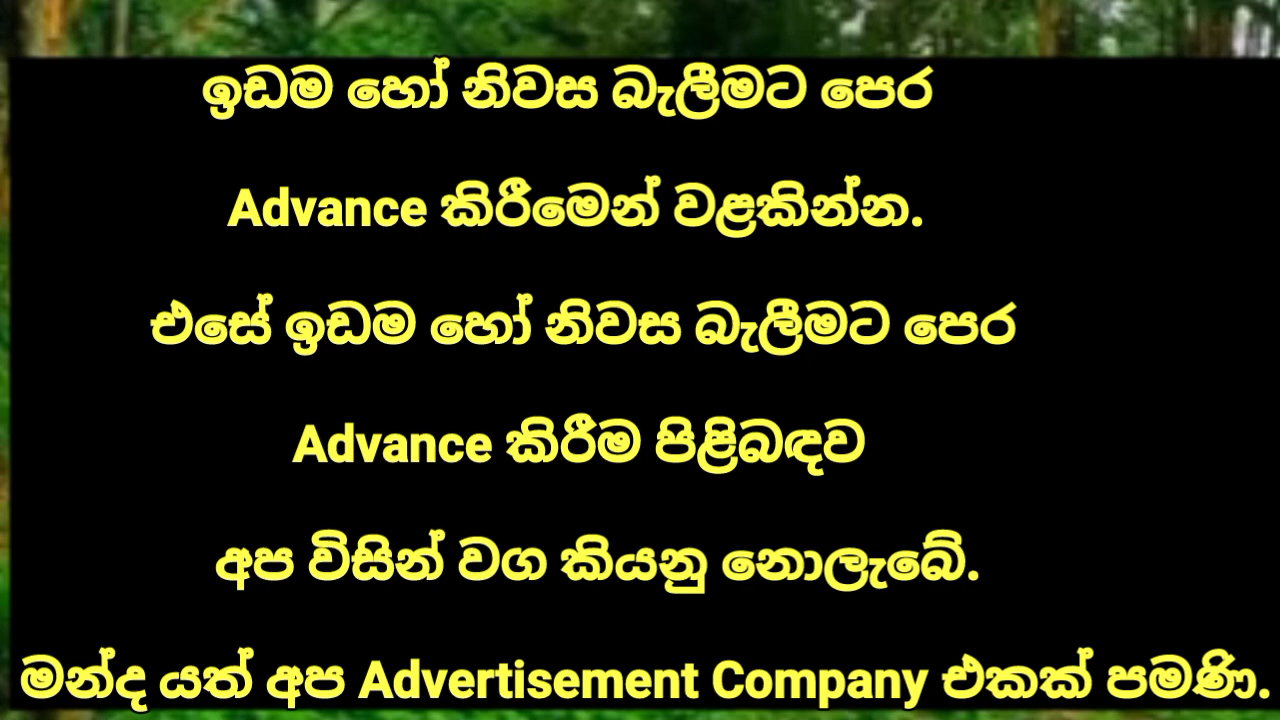 ඉඩම හෝ නිවස බැලීමට පෙර
Advance කිරීමෙන් වළකින්න.
එසේ ඉඩම හෝ නිවස බැලීමට පෙර
Advance කිරීම පිළිබඳව
අප විසින් වග කියනු නොලැබේ.
මන්ද යත් අප Advertisement Company එකක් පමණි.